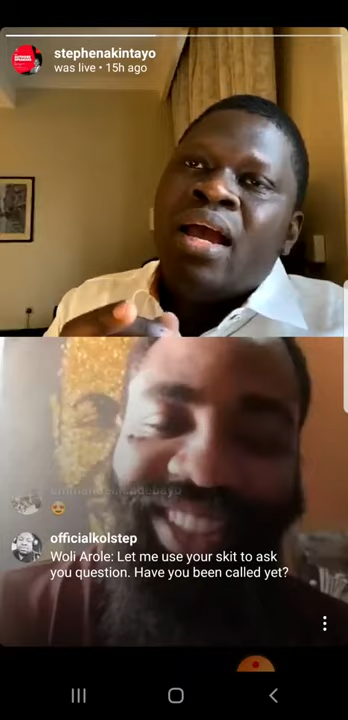 stephenakintayo
was live • 15h ago
officialkolstep
Woli Arole: Let me use your skit to ask
you question. Have you been called yet?